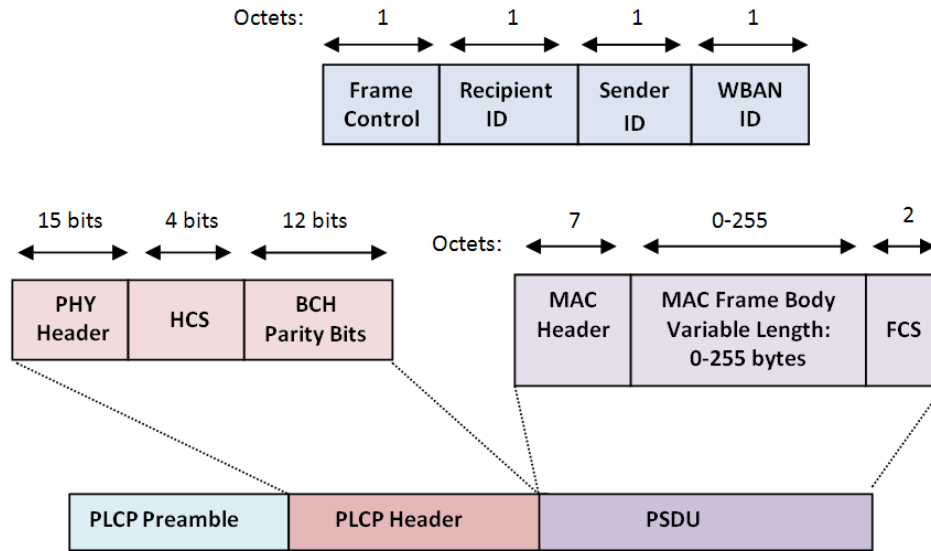 Octets: 1 1 1 1
Frame Control
Recipient ID
Sender ID
WBAN ID
15 bits 4 bits 12 bits
Octets: 7 0-255 2
PHY Header
HCS
BCH Parity Bits
MAC Header
MAC Frame Body
Variable Length:
0-255 bytes
FCS
PLCP Preamble
PLCP Header
PSDU